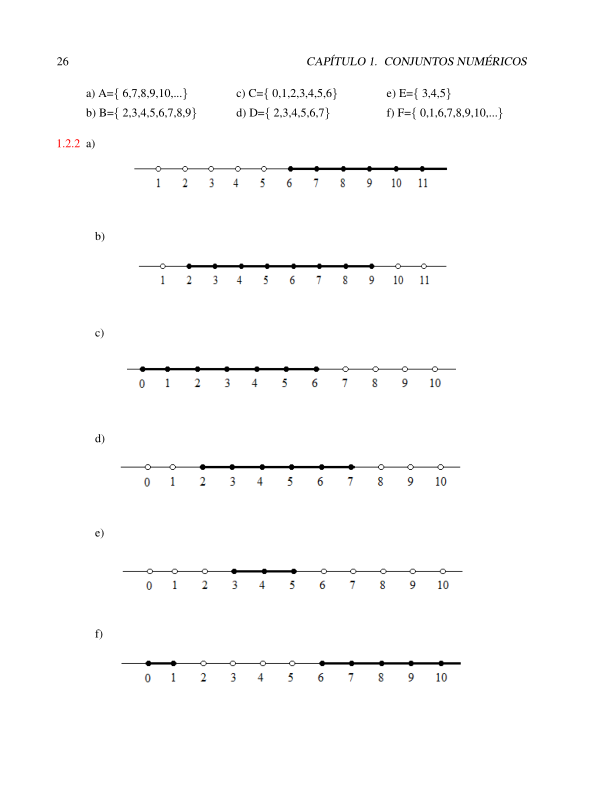 26 CAPÍTULO 1. CONJUNTOS NUMÉRICOS
a) A={ 6,7,8,9,10,...} c) C={ 0,1,2,3,4,5,6} e) E={ 3,4,5}
b) B={ 2,3,4,5,6,7,8,9} d) D={ 2,3,4,5,6,7} f) F={ 0,1,6,7,8,9,10,...}
1.2.2 a)
1 2 3 4 5 6 7 8 9 10 11
b)
1 2 3 4 5 6 7 8 9 10 11
c)
0 1 2 3 4 5 6 7 8 9 10
d)
0 1 2 3 4 5 6 7 8 9 10
e)
0 1 2 3 4 5 6 7 8 9 10
f)
0 1 2 3 4 5 6 7 8 9 10